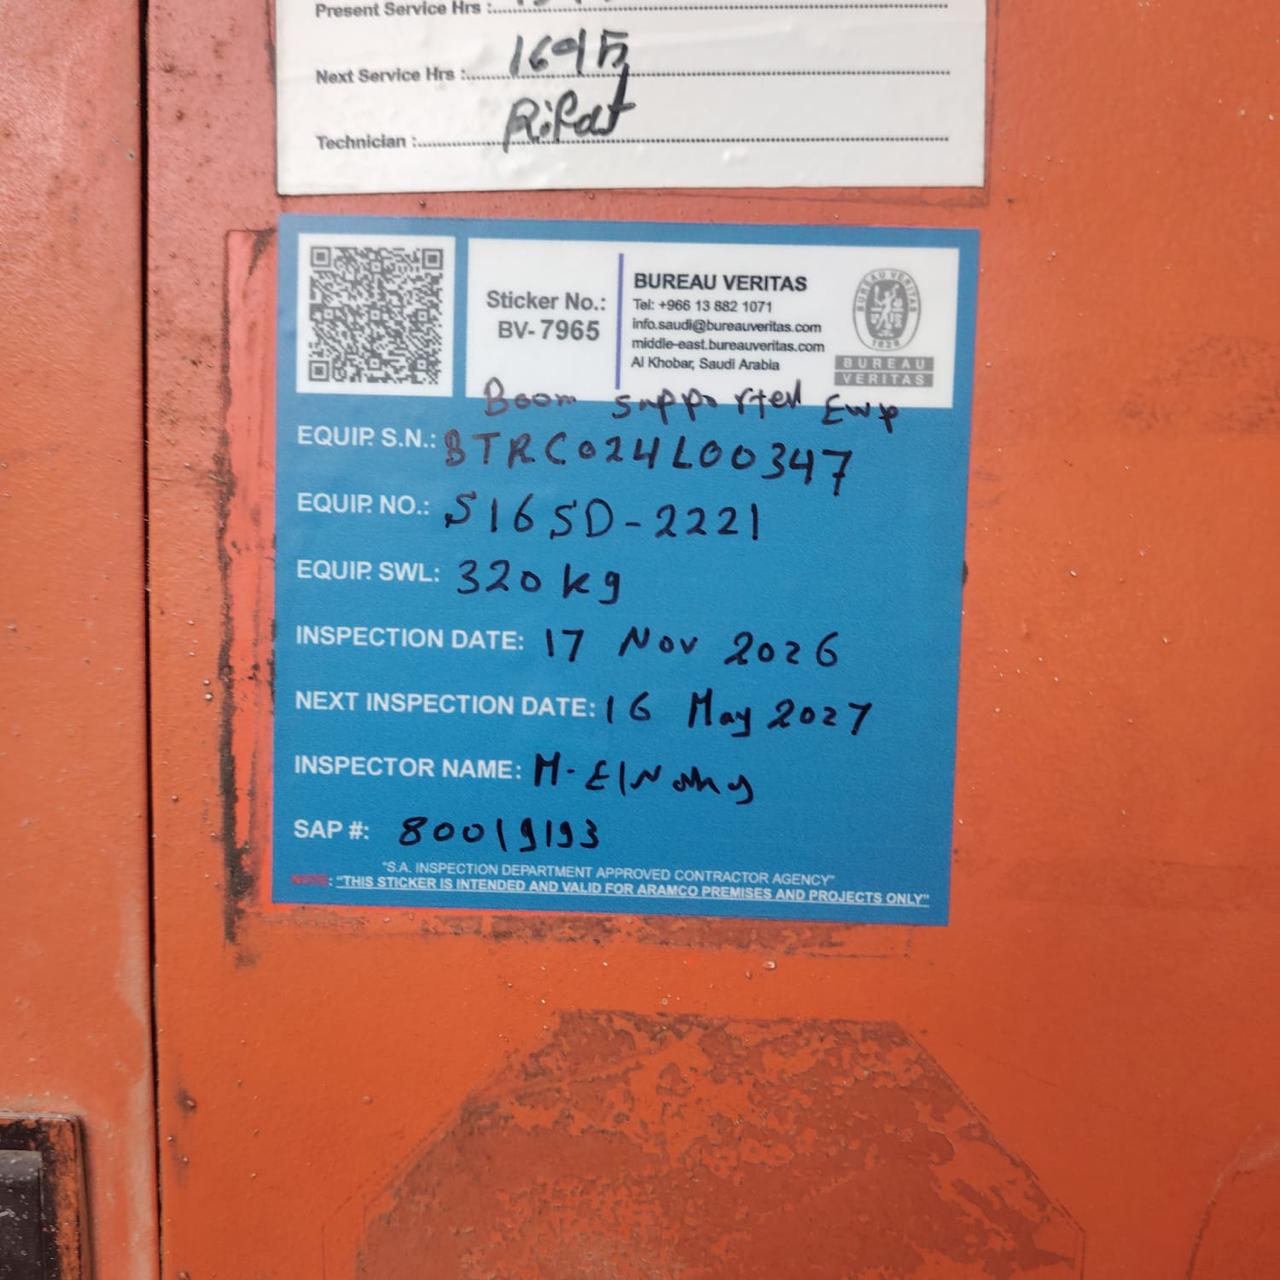 Present Service Hrs :
Next Service Hrs : 1695
Technician : Rifat
Sticker No.:
BV- 7965
BUREAU VERITAS
Tel: +966 13 882 1071
info.saudi@bureauveritas.com
middle-east.bureauveritas.com
Al Khobar, Saudi Arabia
BUREAU VERITAS
1828
BUREAU
VERITAS
Boom supported Ewp
EQUIP. S.N.: BTRC024L00347
EQUIP. NO.: S16SD-2221
EQUIP. SWL: 320 kg
INSPECTION DATE: 17 Nov 2026
NEXT INSPECTION DATE: 16 May 2027
INSPECTOR NAME: M-
SAP #: 80019193
"S.A. INSPECTION DEPARTMENT APPROVED CONTRACTOR AGENCY"
NOTE: "THIS STICKER IS INTENDED AND VALID FOR ARAMCO PREMISES AND PROJECTS ONLY"